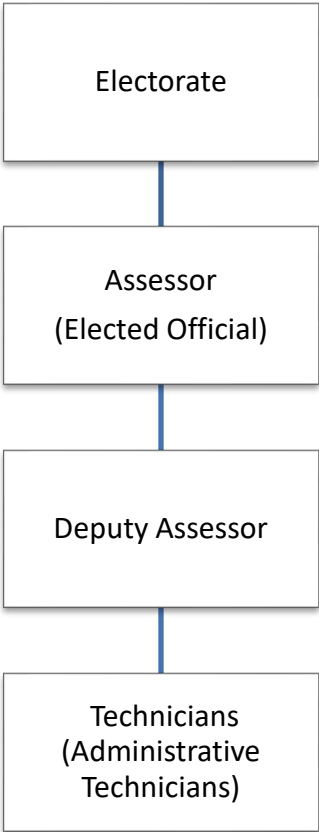 Electorate
Assessor
(Elected Official)
Deputy Assessor
Technicians
(Administrative
Technicians)